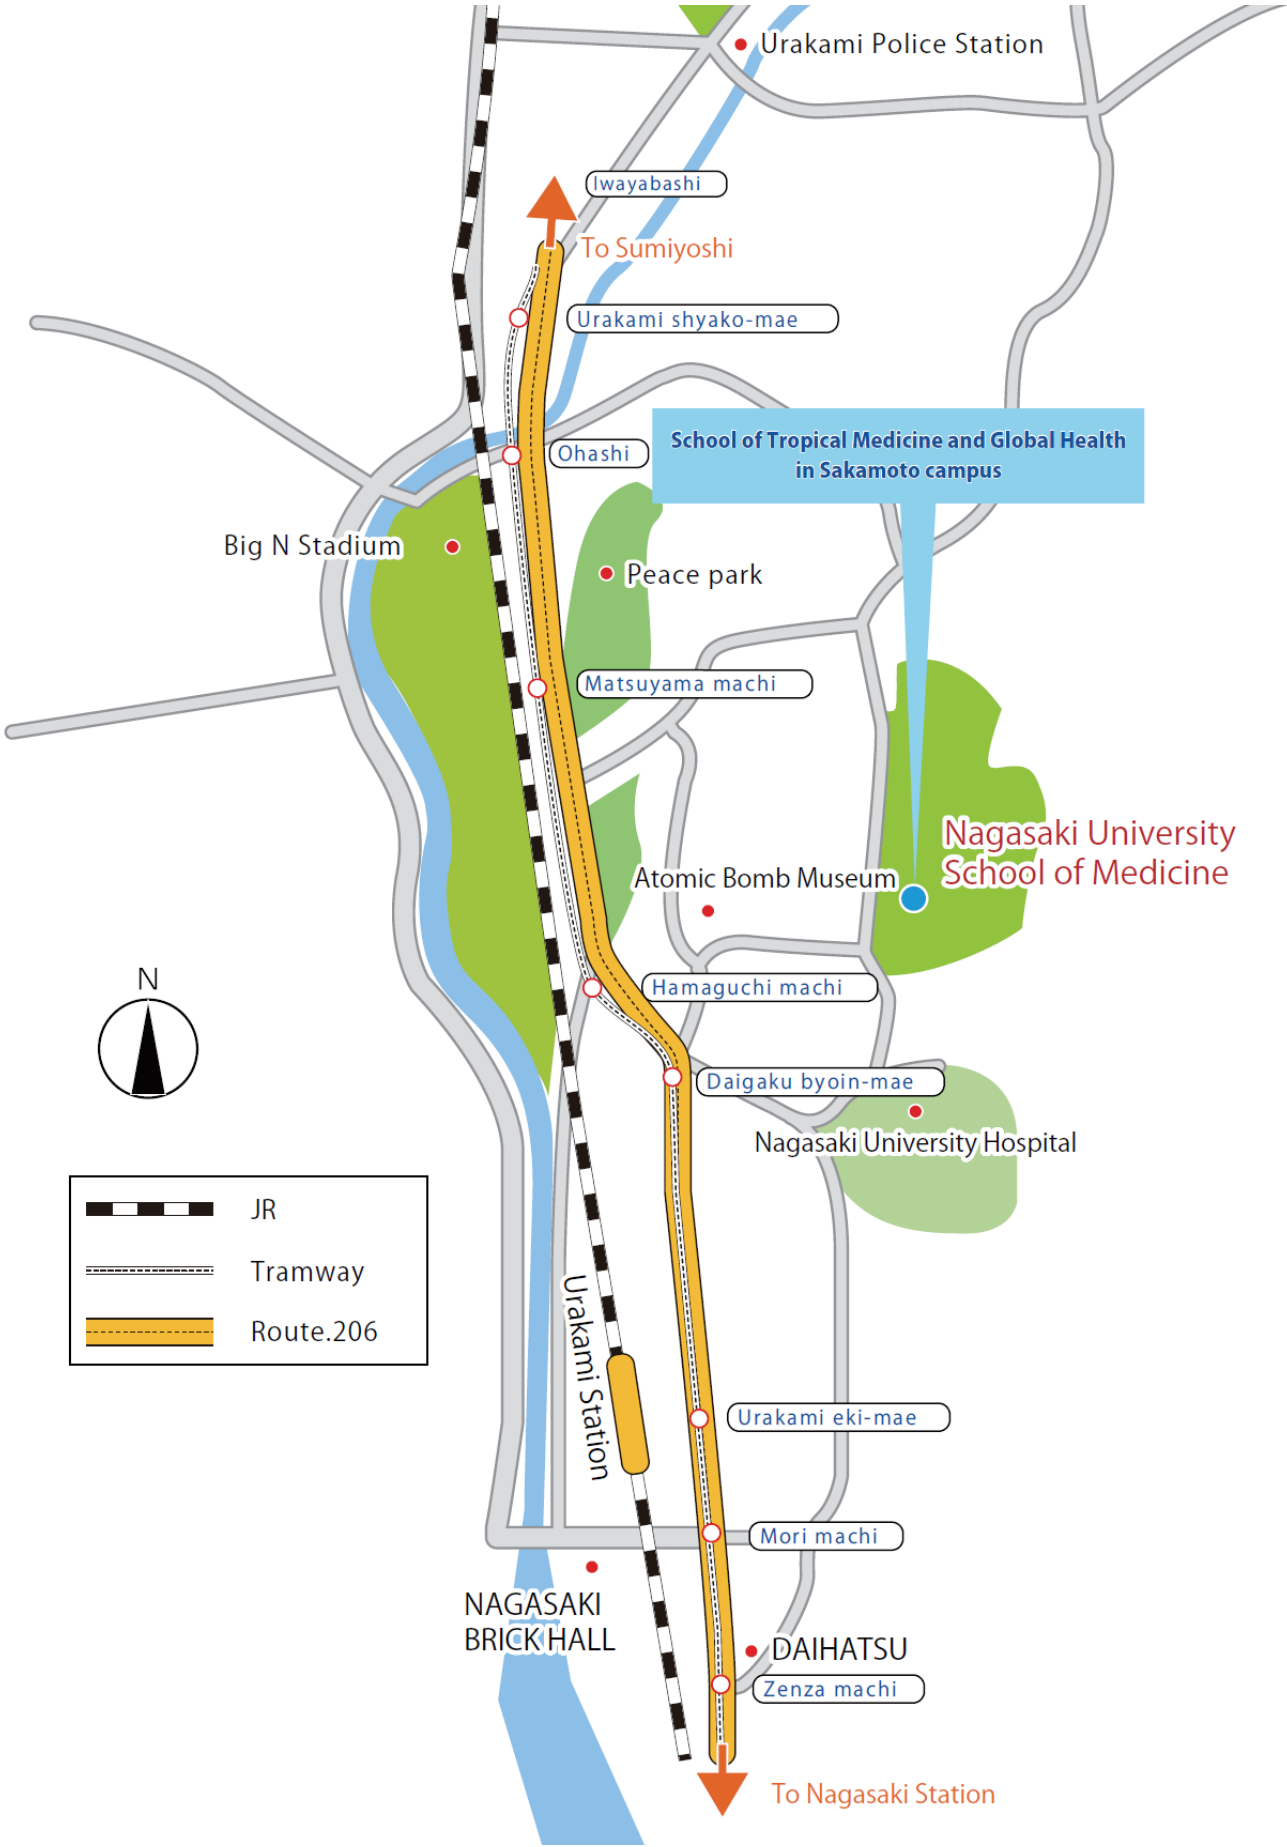 Urakami Police Station
Iwayabashi
To Sumiyoshi
Urakami shyako-mae
School of Tropical Medicine and Global Health
in Sakamoto campus
Ohashi
Big N Stadium
Peace park
Matsuyama machi
Nagasaki University
School of Medicine
Atomic Bomb Museum
N
Hamaguchi machi
Daigaku byoin-mae
Nagasaki University Hospital
JR
Tramway
Route.206
Urakami Station
Urakami eki-mae
Mori machi
NAGASAKI
BRICK HALL
DAIHATSU
Zenza machi
To Nagasaki Station